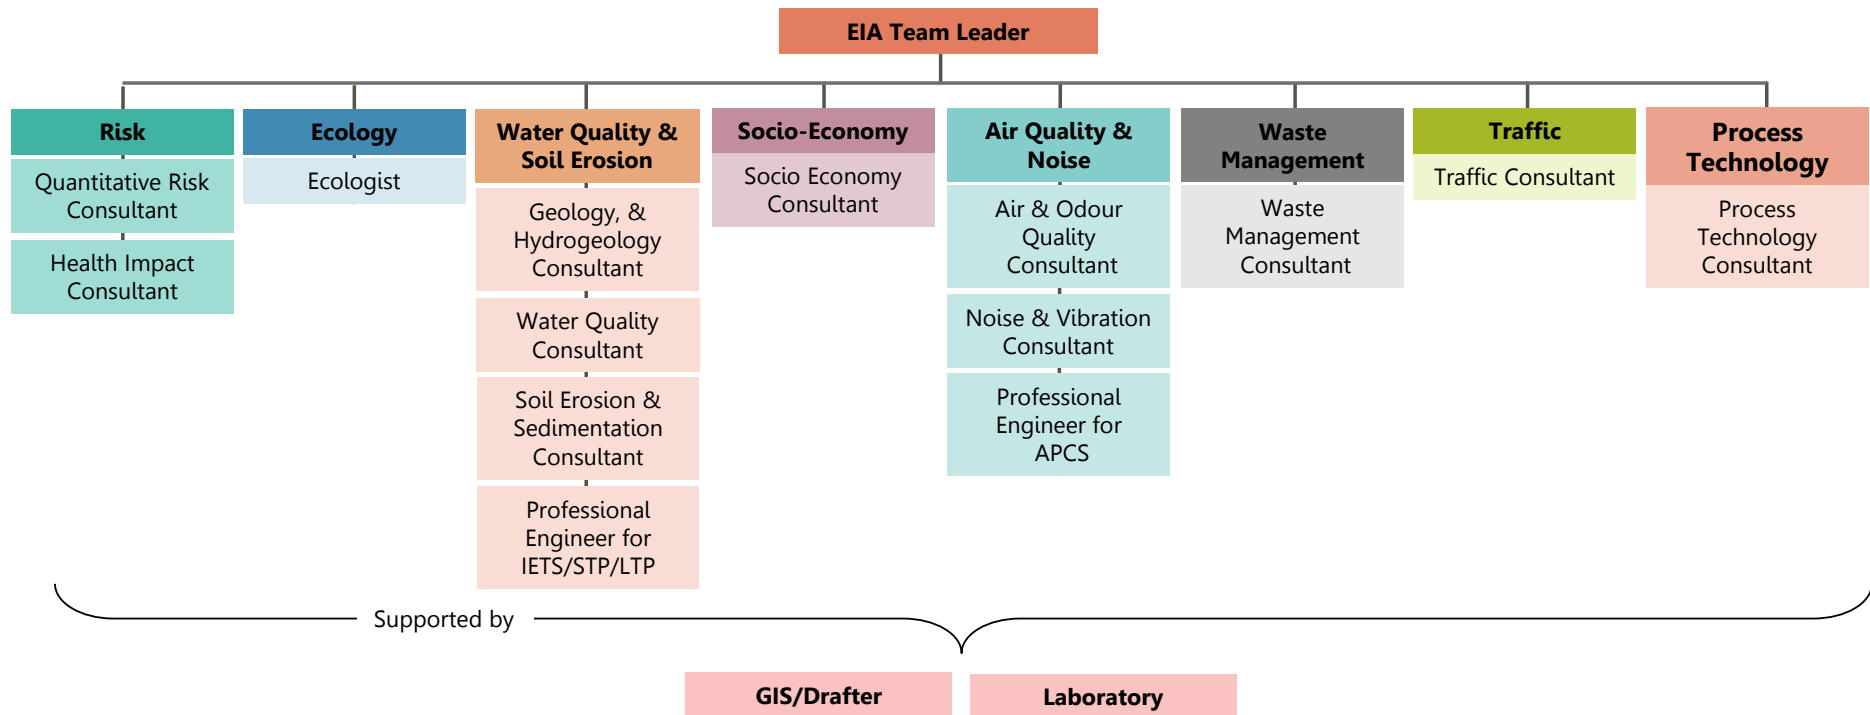 EIA Team Leader
Risk
Quantitative Risk
Consultant
Health Impact
Consultant
Ecology
Ecologist
Water Quality &
Soil Erosion
Geology, &
Hydrogeology
Consultant
Water Quality
Consultant
Soil Erosion &
Sedimentation
Consultant
Professional
Engineer for
IETS/STP/LTP
Socio-Economy
Socio Economy
Consultant
Air Quality &
Noise
Air & Odour
Quality
Consultant
Noise & Vibration
Consultant
Professional
Engineer for
APCS
Waste
Management
Waste
Management
Consultant
Traffic
Traffic Consultant
Process
Technology
Process
Technology
Consultant
Supported by
GIS/Drafter
Laboratory